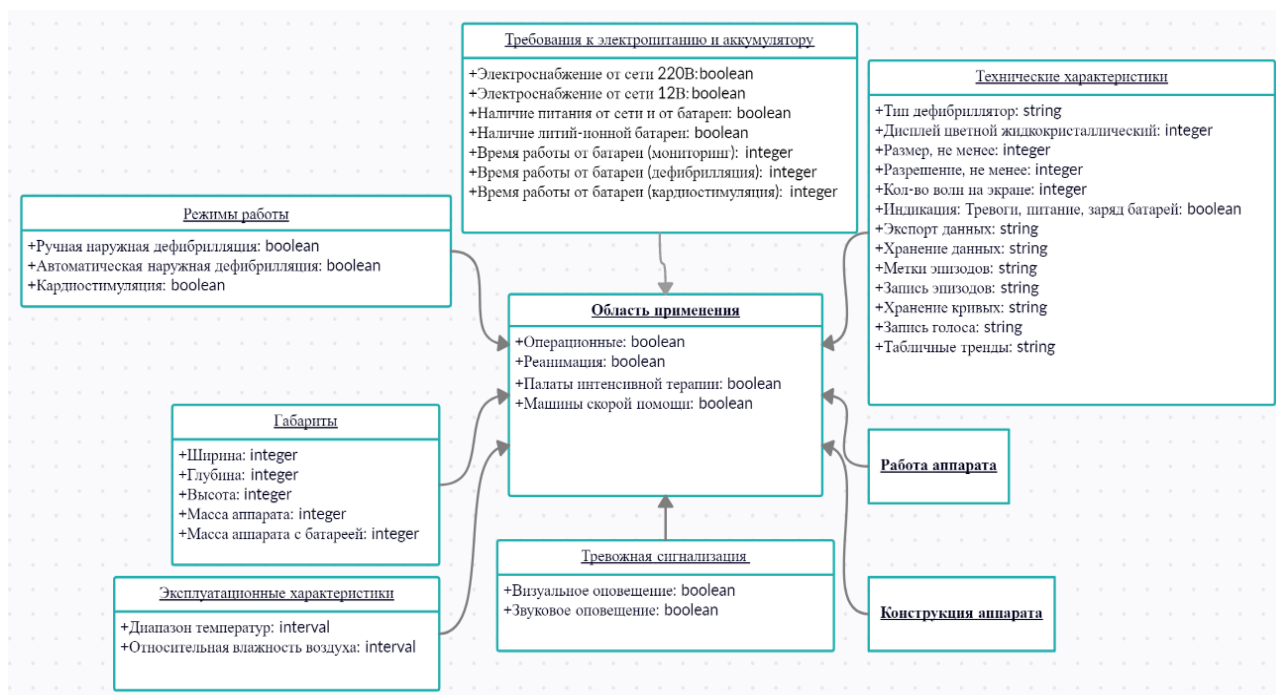 Требования к электропитанию и аккумулятору
+Электроснабжение от сети 220В:boolean
+Электроснабжение от сети 12В:boolean
+Наличие питания от сети и от батареи: boolean
+Наличие литий-ионной батареи: boolean
+Время работы от батареи (мониторинг): integer
+Время работы от батареи (дефибрилляция): integer
+Время работы от батареи (кардиостимуляция): integer
Технические характеристики
+Тип дефибриллятор: string
+Дисплей цветной жидкокристаллический: integer
+Размер, не менее: integer
+Разрешение, не менее: integer
+Кол-во волн на экране: integer
+Индикация: Тревоги, питание, заряд батарей: boolean
+Экспорт данных: string
+Хранение данных: string
+Метки эпизодов: string
+Запись эпизодов: string
+Хранение кривых: string
+Запись голоса: string
+Табличные тренды: string
Режимы работы
+Ручная наружная дефибрилляция: boolean
+Автоматическая наружная дефибрилляция: boolean
+Кардиостимуляция: boolean
Область применения
+Операционные: boolean
+Реанимация: boolean
+Палаты интенсивной терапии: boolean
+Машины скорой помощи: boolean
Габариты
+Ширина: integer
+Глубина: integer
+Высота: integer
+Масса аппарата: integer
+Масса аппарата с батареей: integer
Работа аппарата
Тревожная сигнализация
+Визуальное оповещение: boolean
+Звуковое оповещение: boolean
Эксплуатационные характеристики
+Диапазон температур: interval
+Относительная влажность воздуха: interval
Конструкция аппарата